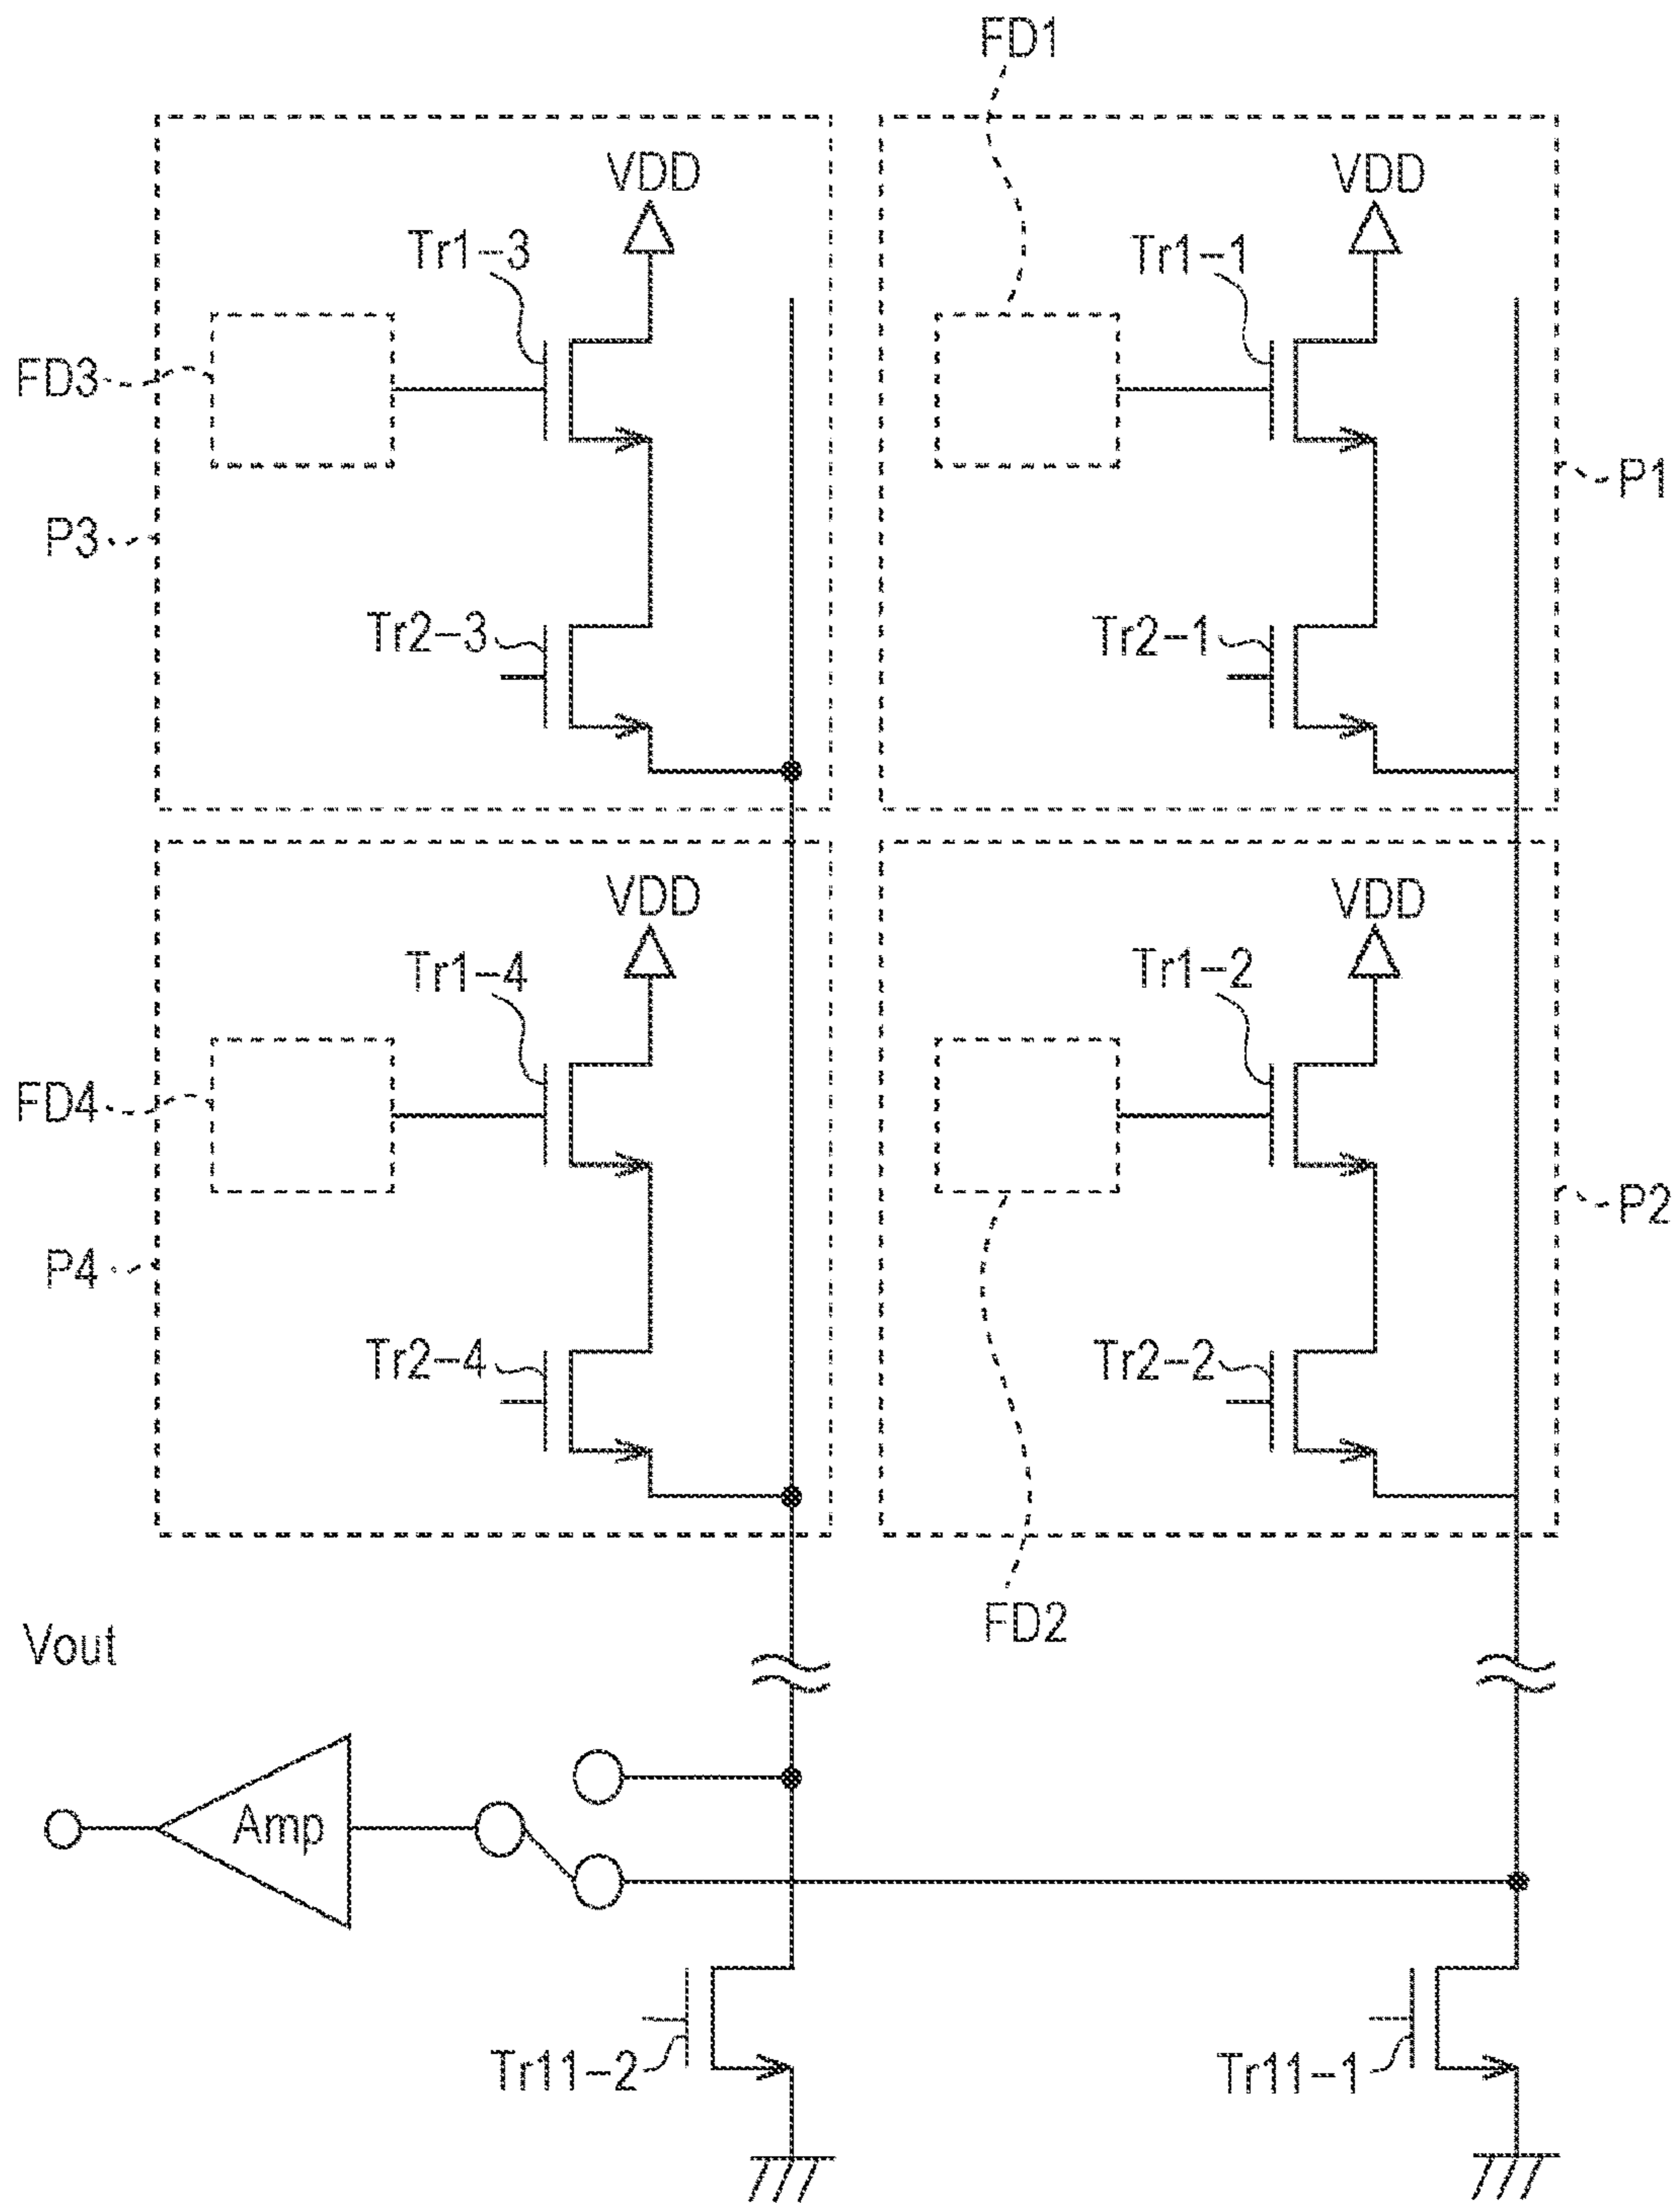 FD1
VDD
VDD
Tr1-3
Tr1-1
FD3
P1
P3
Tr2-3
Tr2-1
VDD
VDD
Tr1-4
Tr1-2
FD4
P2
P4
Tr2-4
Tr2-2
FD2
Vout
Amp
Tr11-2
Tr11-1